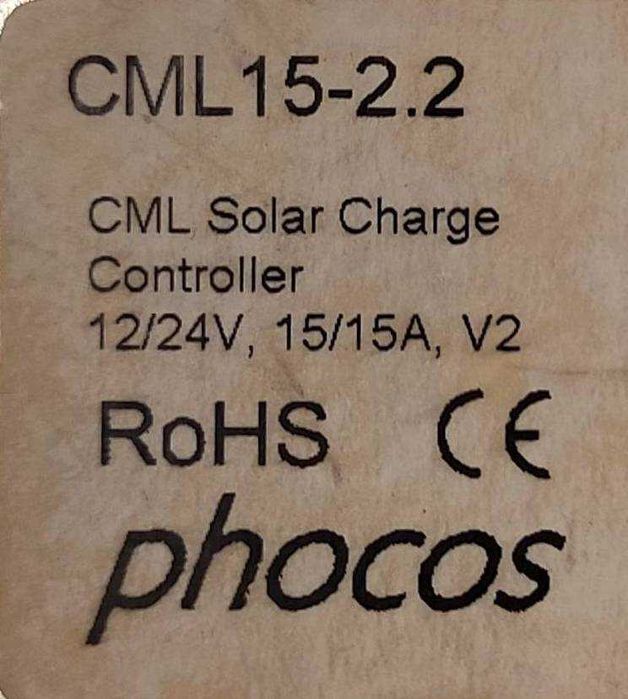 CML15-2.2
CML Solar Charge
Controller
12/24V, 15/15A, V2
RoHS CE
phocos